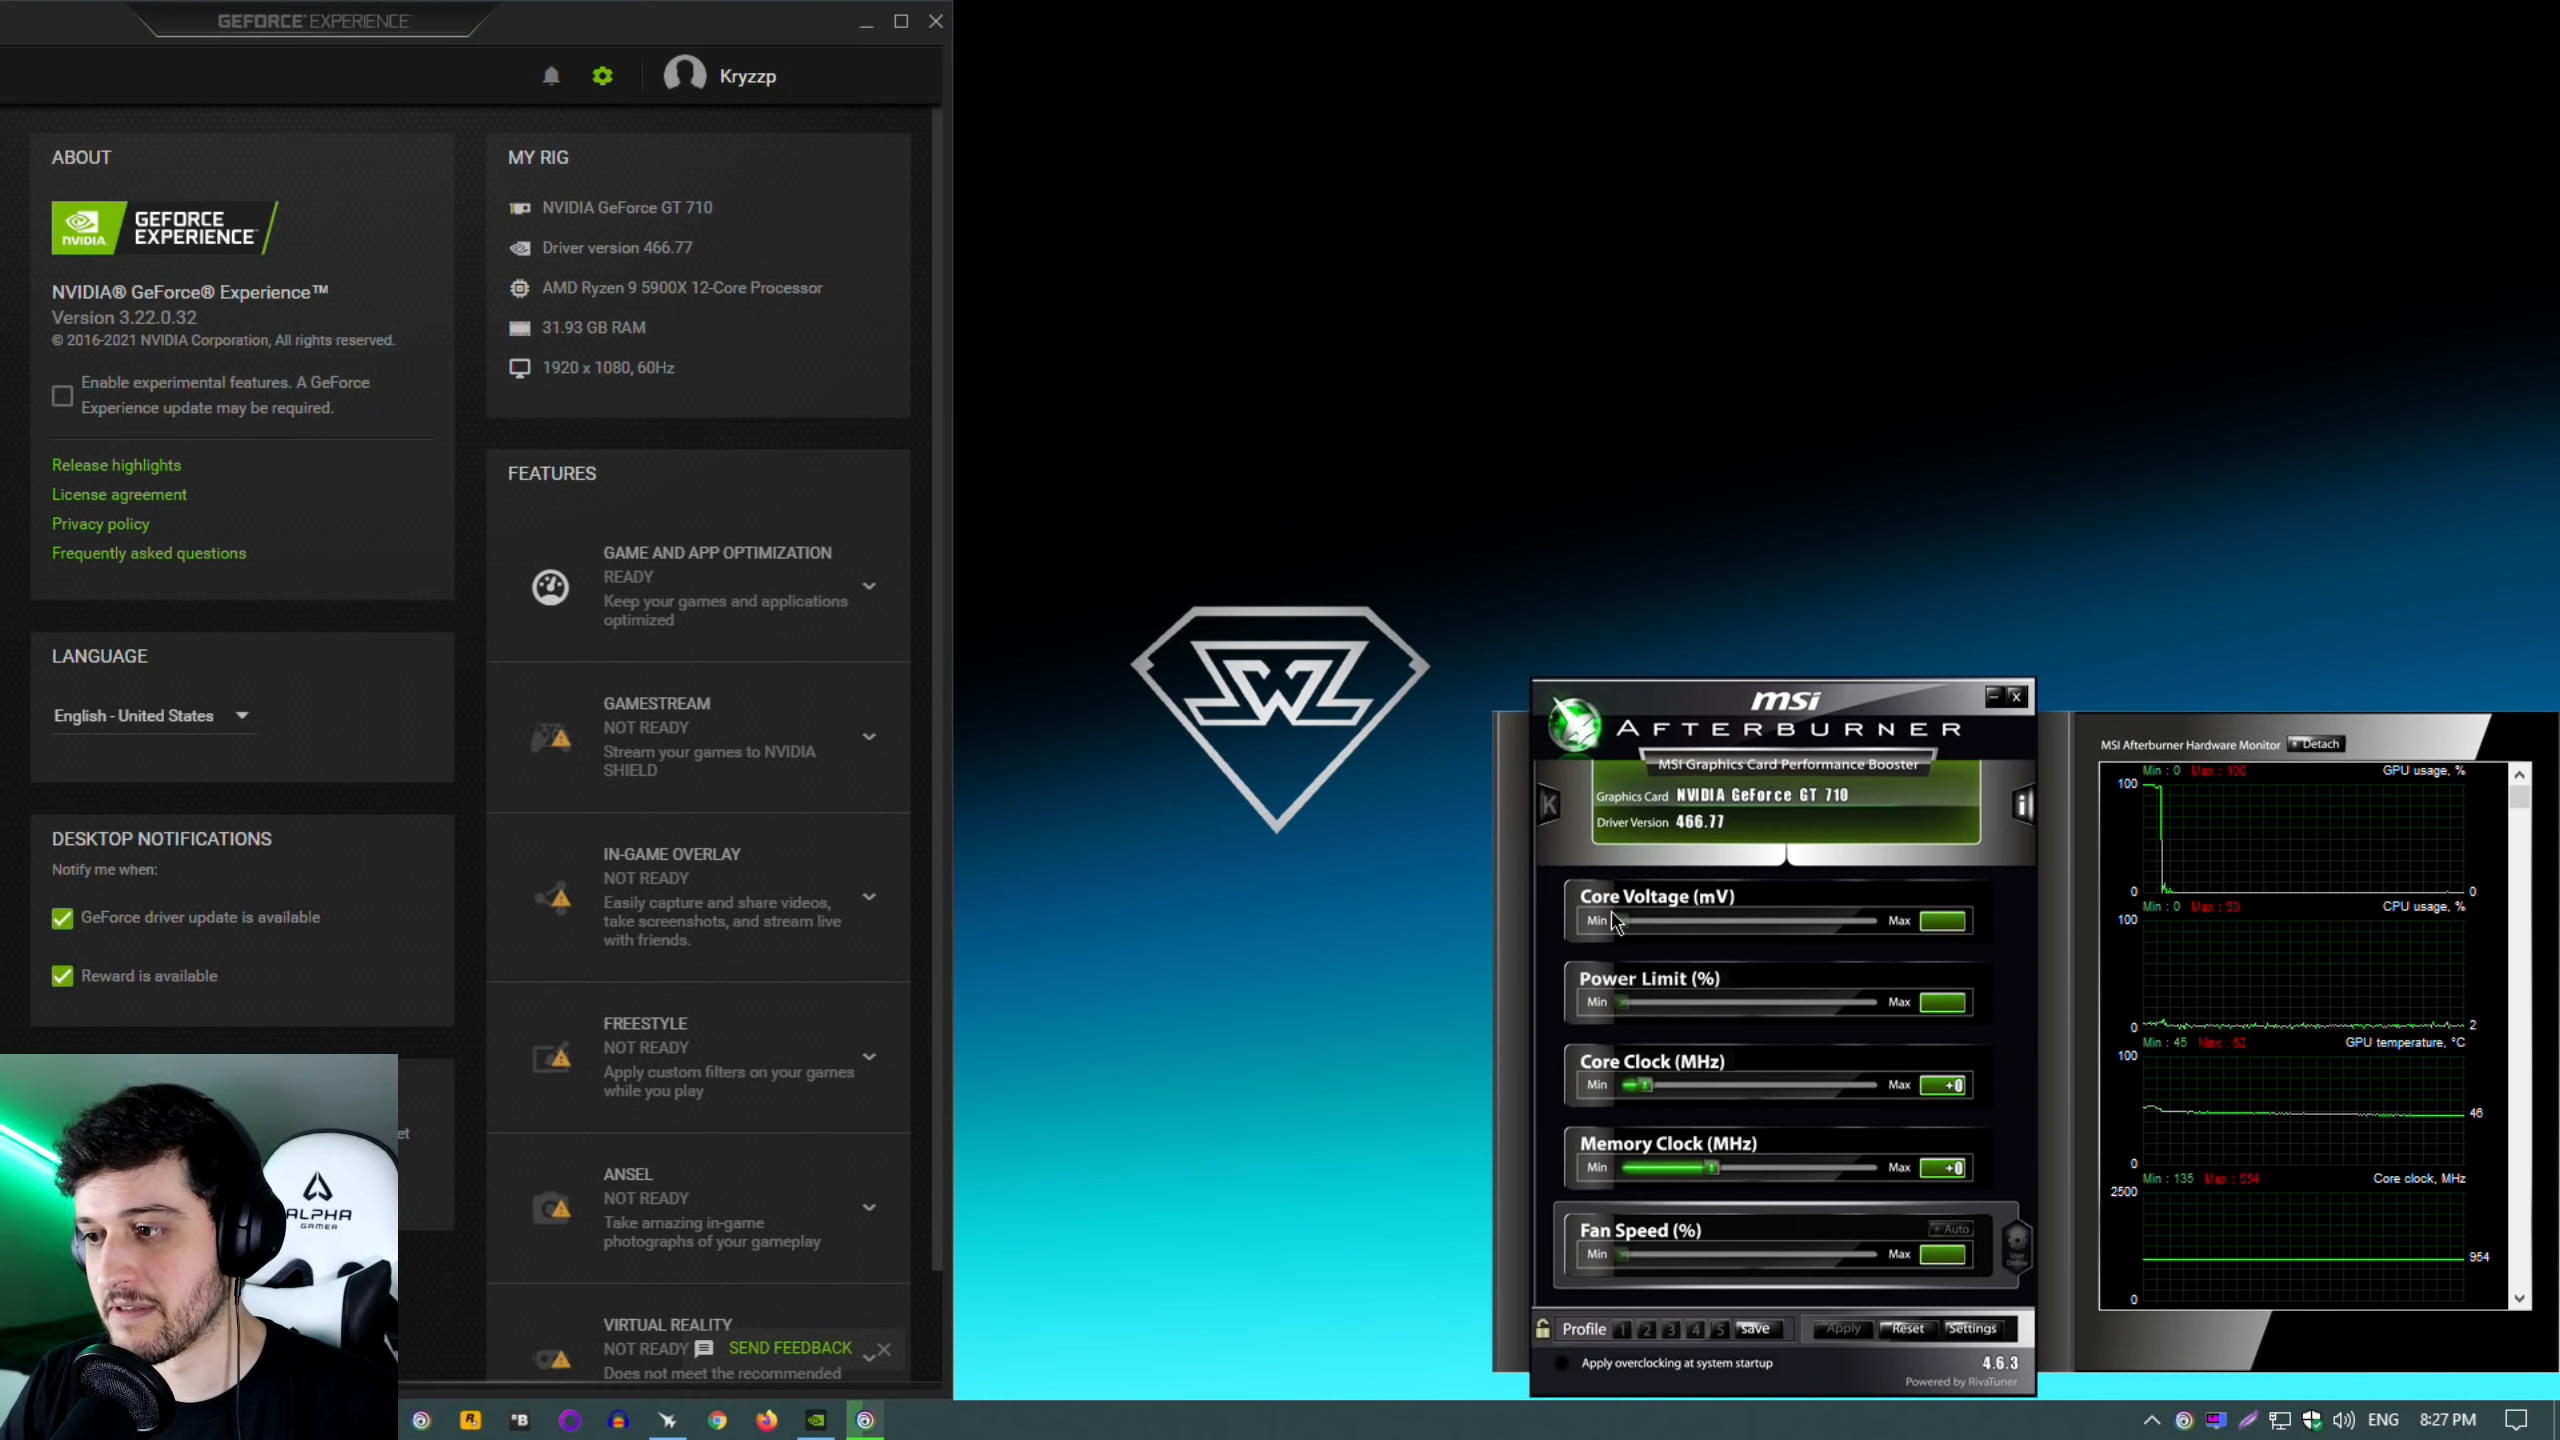 GEFORCE EXPERIENCE
Kryzzp
ABOUT
NVIDIA.
GEFORCE
EXPERIENCE
NVIDIA® GeForce® Experience™
Version 3.22.0.32
© 2016-2021 NVIDIA Corporation, All rights reserved.
Enable experimental features. A GeForce
Experience update may be required.
Release highlights
License agreement
Privacy policy
Frequently asked questions
LANGUAGE
English - United States
DESKTOP NOTIFICATIONS
Notify me when:
GeForce driver update is available
Reward is available
et
MY RIG
NVIDIA GeForce GT 710
Driver version 466.77
AMD Ryzen 9 5900X 12-Core Processor
31.93 GB RAM
1920 x 1080, 60Hz
FEATURES
GAME AND APP OPTIMIZATION
READY
Keep your games and applications
optimized
GAMESTREAM
NOT READY
Stream your games to NVIDIA
SHIELD
IN-GAME OVERLAY
NOT READY
Easily capture and share videos,
take screenshots, and stream live
with friends.
FREESTYLE
NOT READY
Apply custom filters on your games
while you play
ANSEL
NOT READY
Take amazing in-game
photographs of your gameplay
VIRTUAL REALITY
NOT READY
Does not meet the recommended
SEND FEEDBACK
ALPHA
GAMER
msi
AFTERBURNER
MSI Graphics Card Performance Booster
K
i
Graphics Card NVIDIA GeForce GT 710
Driver Version 466.77
Core Voltage (mV)
Min Max
Power Limit (%)
Min Max
Core Clock (MHz)
Min Max +0
Memory Clock (MHz)
Min Max +0
Fan Speed (%)
Auto
Min Max
Profile 1 2 3 4 5 Save
Apply Reset Settings
Apply overclocking at system startup
4.6.3
Powered by RivaTuner
MSI Afterburner Hardware Monitor
Detach
Min : 0 Max : 100 GPU usage, %
100
0
0
Min : 0 CPU usage, %
100
0
2
Min : 45 GPU temperature, °C
100
0
46
Min : 135 Core clock, MHz
2500
0
954
ENG
8:27 PM